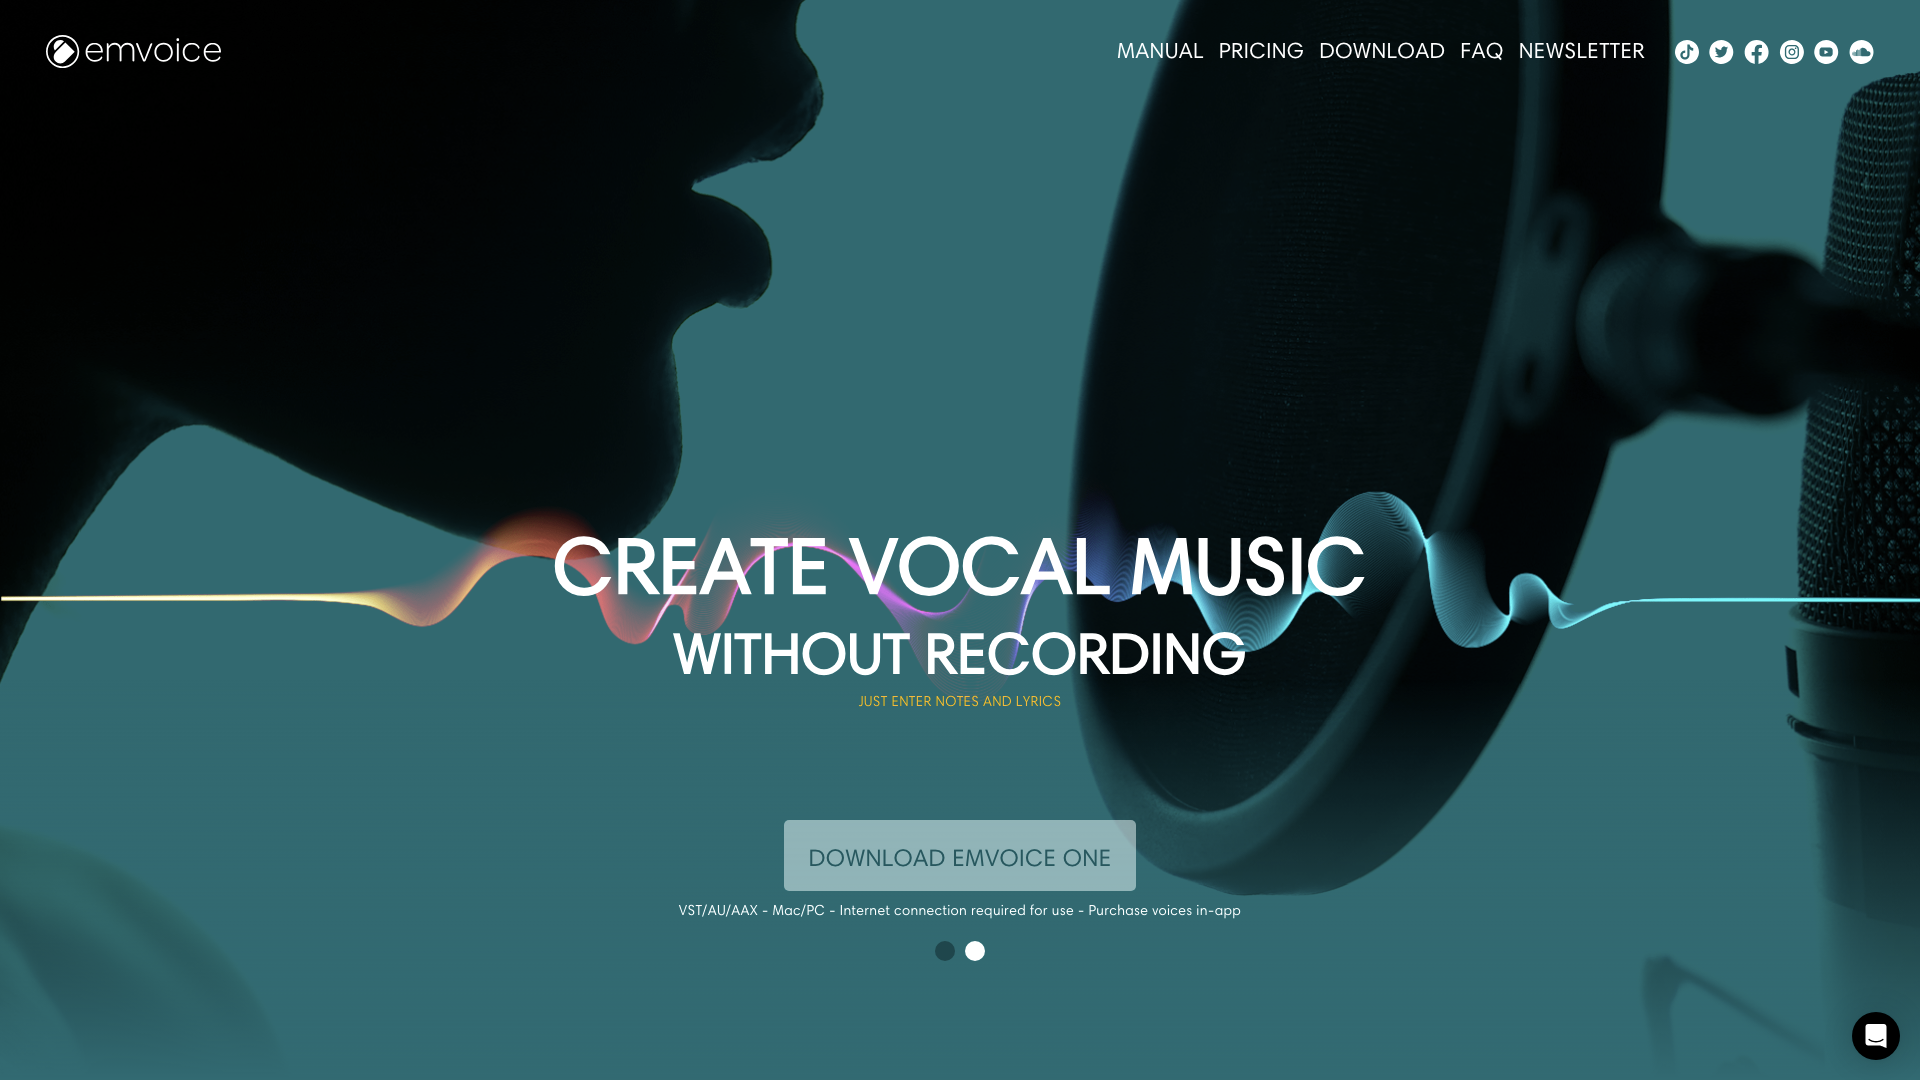 emvoice
MANUAL PRICING DOWNLOAD FAQ NEWSLETTER
CREATE VOCAL MUSIC
WITHOUT RECORDING
JUST ENTER NOTES AND LYRICS
DOWNLOAD EMVOICE ONE
VST/AU/AAX - Mac/PC - Internet connection required for use - Purchase voices in-app